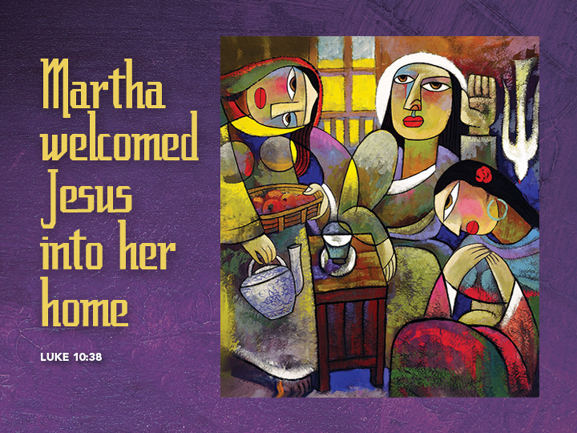 Martha
welcomed
Jesus
into her
home
LUKE 10:38